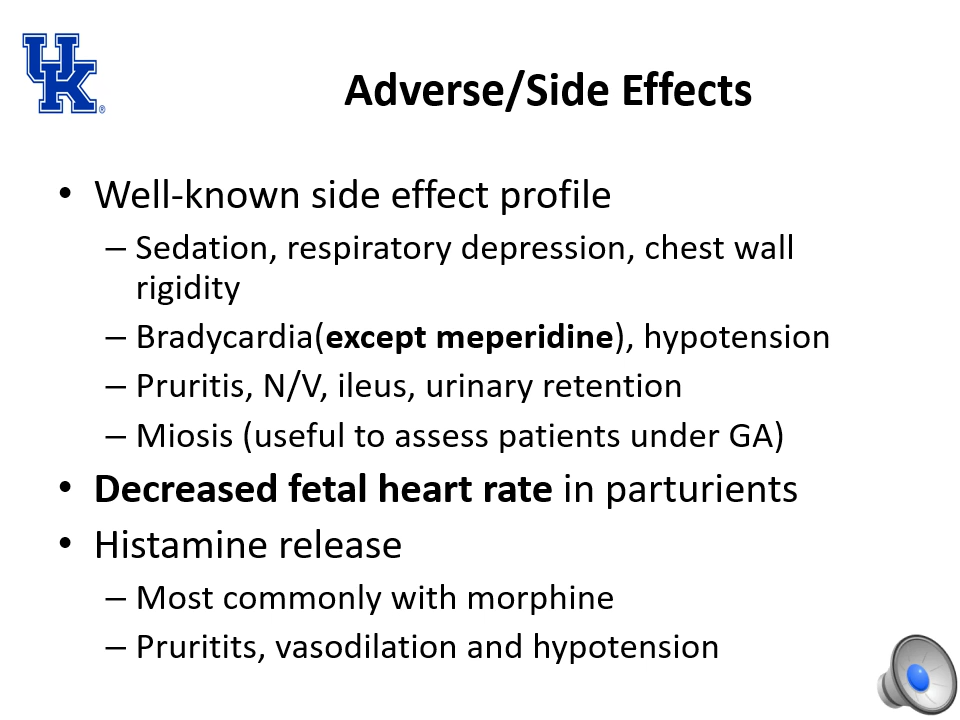 UK®
Adverse/Side Effects
• Well-known side effect profile
– Sedation, respiratory depression, chest wall
rigidity
– Bradycardia(except meperidine), hypotension
– Pruritis, N/V, ileus, urinary retention
– Miosis (useful to assess patients under GA)
• Decreased fetal heart rate in parturients
• Histamine release
– Most commonly with morphine
– Pruritits, vasodilation and hypotension